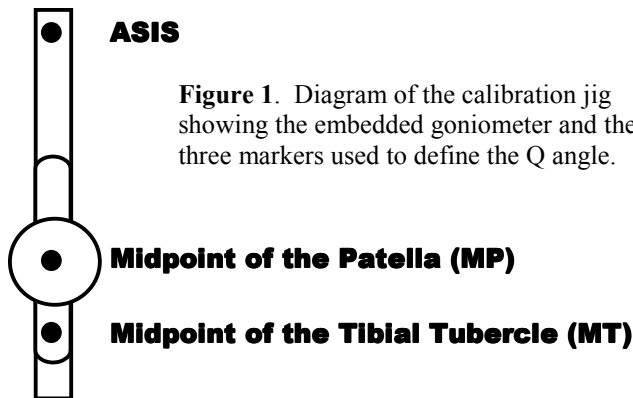 ASIS
Figure 1. Diagram of the calibration jig
showing the embedded goniometer and the
three markers used to define the Q angle.
Midpoint of the Patella (MP)
Midpoint of the Tibial Tubercle (MT)